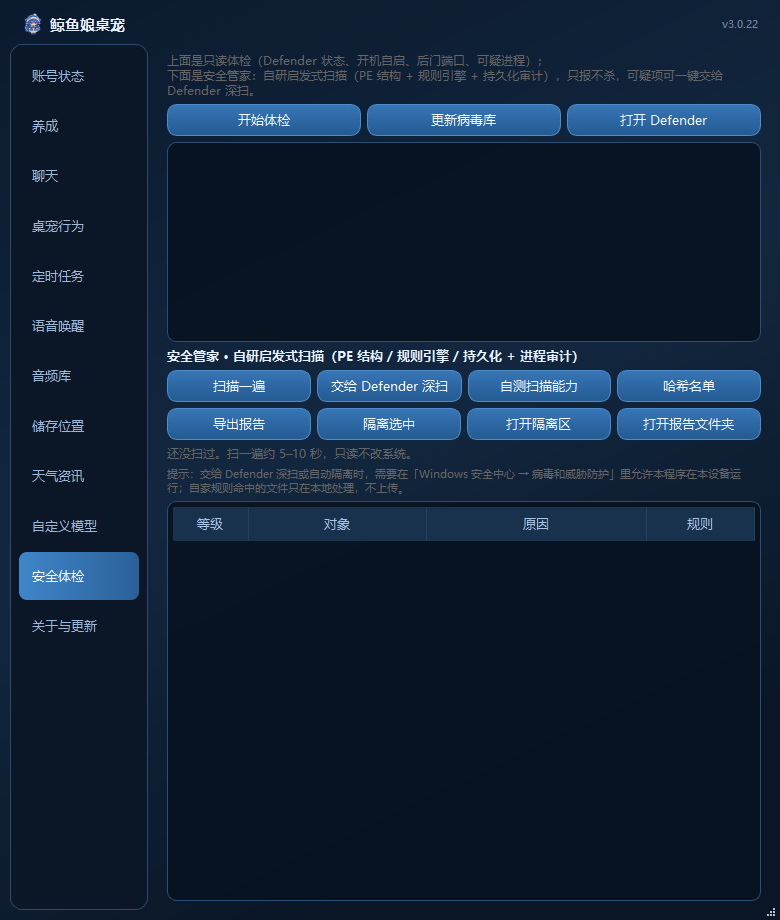 鲸鱼娘桌宠
v3.0.22
账号状态
养成
聊天
桌宠行为
定时任务
语音唤醒
音频库
储存位置
天气资讯
自定义模型
安全体检
关于与更新
上面是只读体检（Defender 状态、开机自启、后门端口、可疑进程）；
下面是安全管家：自研启发式扫描（PE 结构 + 规则引擎 + 持久化审计），只报不杀，可疑项可一键交给
Defender 深扫。
开始体检
更新病毒库
打开 Defender
安全管家 · 自研启发式扫描（PE 结构 / 规则引擎 / 持久化 + 进程审计）
扫描一遍
交给 Defender 深扫
自测扫描能力
哈希名单
导出报告
隔离选中
打开隔离区
打开报告文件夹
还没扫过。扫一遍约 5–10 秒，只读不改系统。
提示：交给 Defender 深扫或自动隔离时，需要在「Windows 安全中心 → 病毒和威胁防护」里允许本程序在本设备运
行；自家规则命中的文件只在本地处理，不上传。
等级
对象
原因
规则